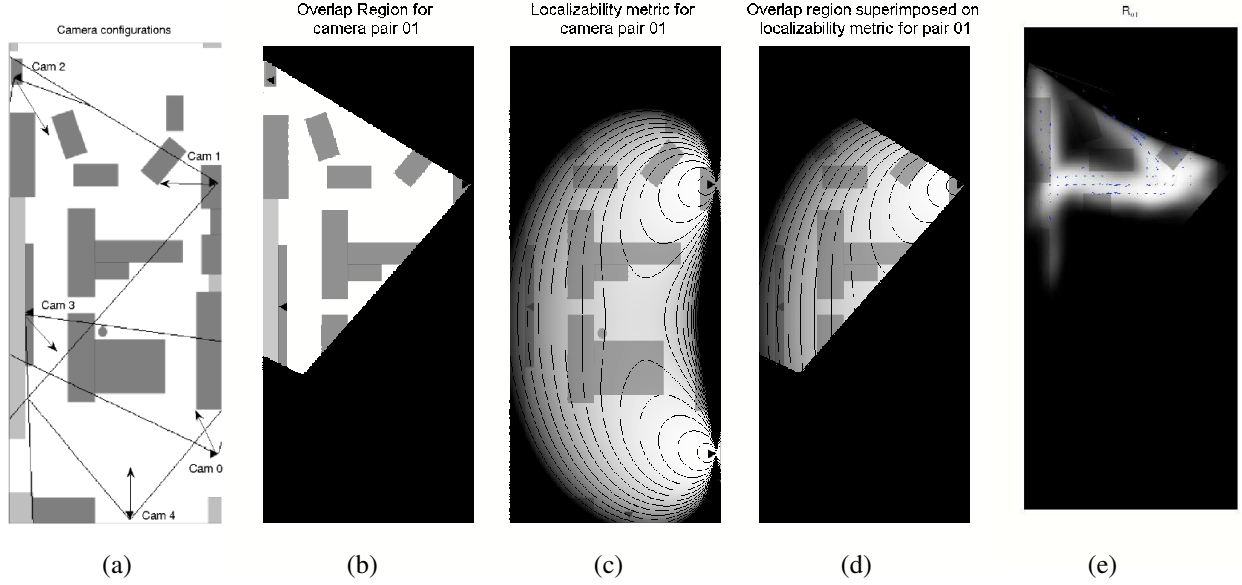 Camera configurations
Cam 2
Cam 1
Cam 3
Cam 0
Cam 4
(a)
Overlap Region for
camera pair 01
(b)
Localizability metric for
camera pair 01
(c)
Overlap region superimposed on
localizability metric for pair 01
(d)
R01
(e)